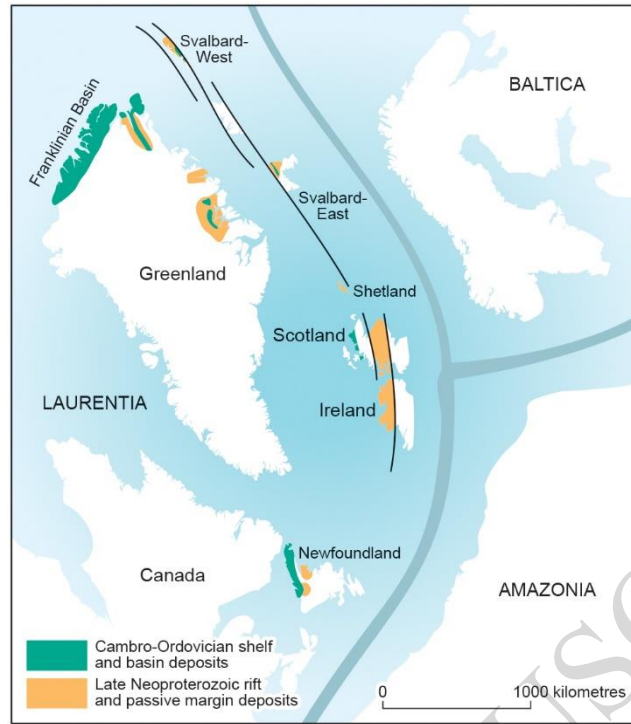 Svalbard-
West
BALTICA
Franklinian Basin
Svalbard-
East
Greenland
Shetland
Scotland
LAURENTIA
Ireland
Newfoundland
Canada
AMAZONIA
Cambro-Ordovician shelf
and basin deposits
Late Neoproterozoic rift
and passive margin deposits
0 1000 kilometres